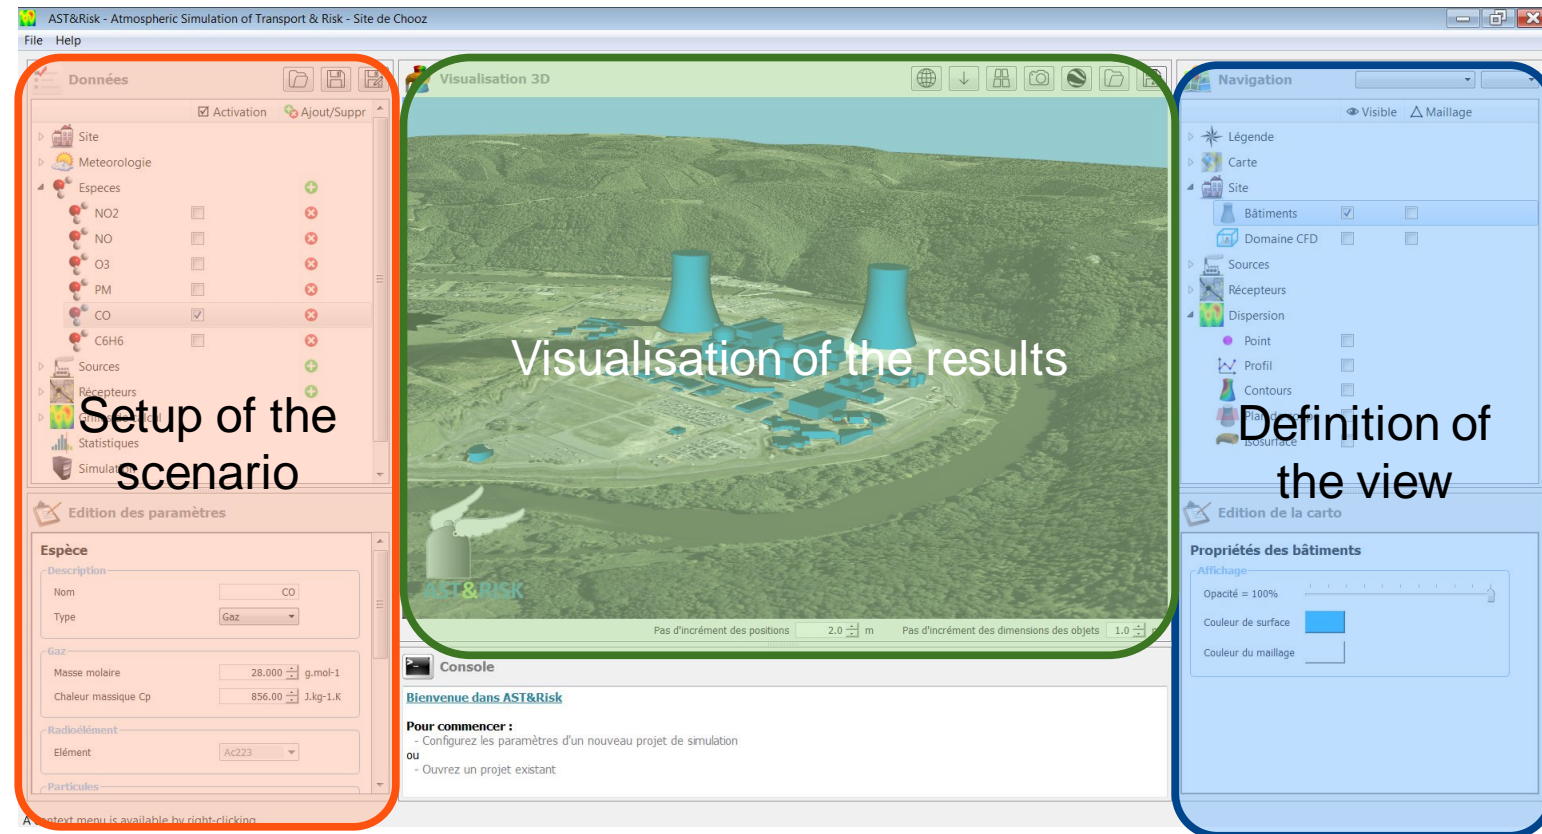 AST&Risk - Atmospheric Simulation of Transport & Risk - Site de Chooz
File Help
Données
Activation Ajout/Suppr
Site
Meteorologie
Especes
NO2
NO
O3
PM
CO
C6H6
Sources
Récepteurs
Statistiques
Simulation
Setup of the
scenario
Edition des paramètres
Espèce
Description
Nom CO
Type Gaz
Gaz
Masse molaire 28.000 g.mol-1
Chaleur massique Cp 856.00 J.kg-1.K
Radioélément
Elément Ac223
Particules
A context menu is available by right-clicking
Visualisation 3D
Visualisation of the results
AST&RISK
Pas d'incrément des positions 2.0 m Pas d'incrément des dimensions des objets 1.0
Console
Bienvenue dans AST&Risk
Pour commencer :
- Configurez les paramètres d'un nouveau projet de simulation
ou
- Ouvrez un projet existant
Navigation
Visible Maillage
Légende
Carte
Site
Bâtiments
Domaine CFD
Sources
Récepteurs
Dispersion
Point
Profil
Contours
Isosurface
Definition of
the view
Edition de la carto
Propriétés des bâtiments
Affichage
Opacité = 100%
Couleur de surface
Couleur du maillage